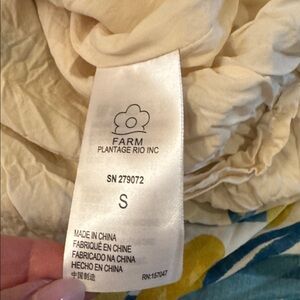 FARM
PLANTAGE RIO INC
SN 279072
S
MADE IN CHINA
FABRIQUÉ EN CHINE
FABRICADO NA CHINA
HECHO EN CHINA
中国制造
RN:157047